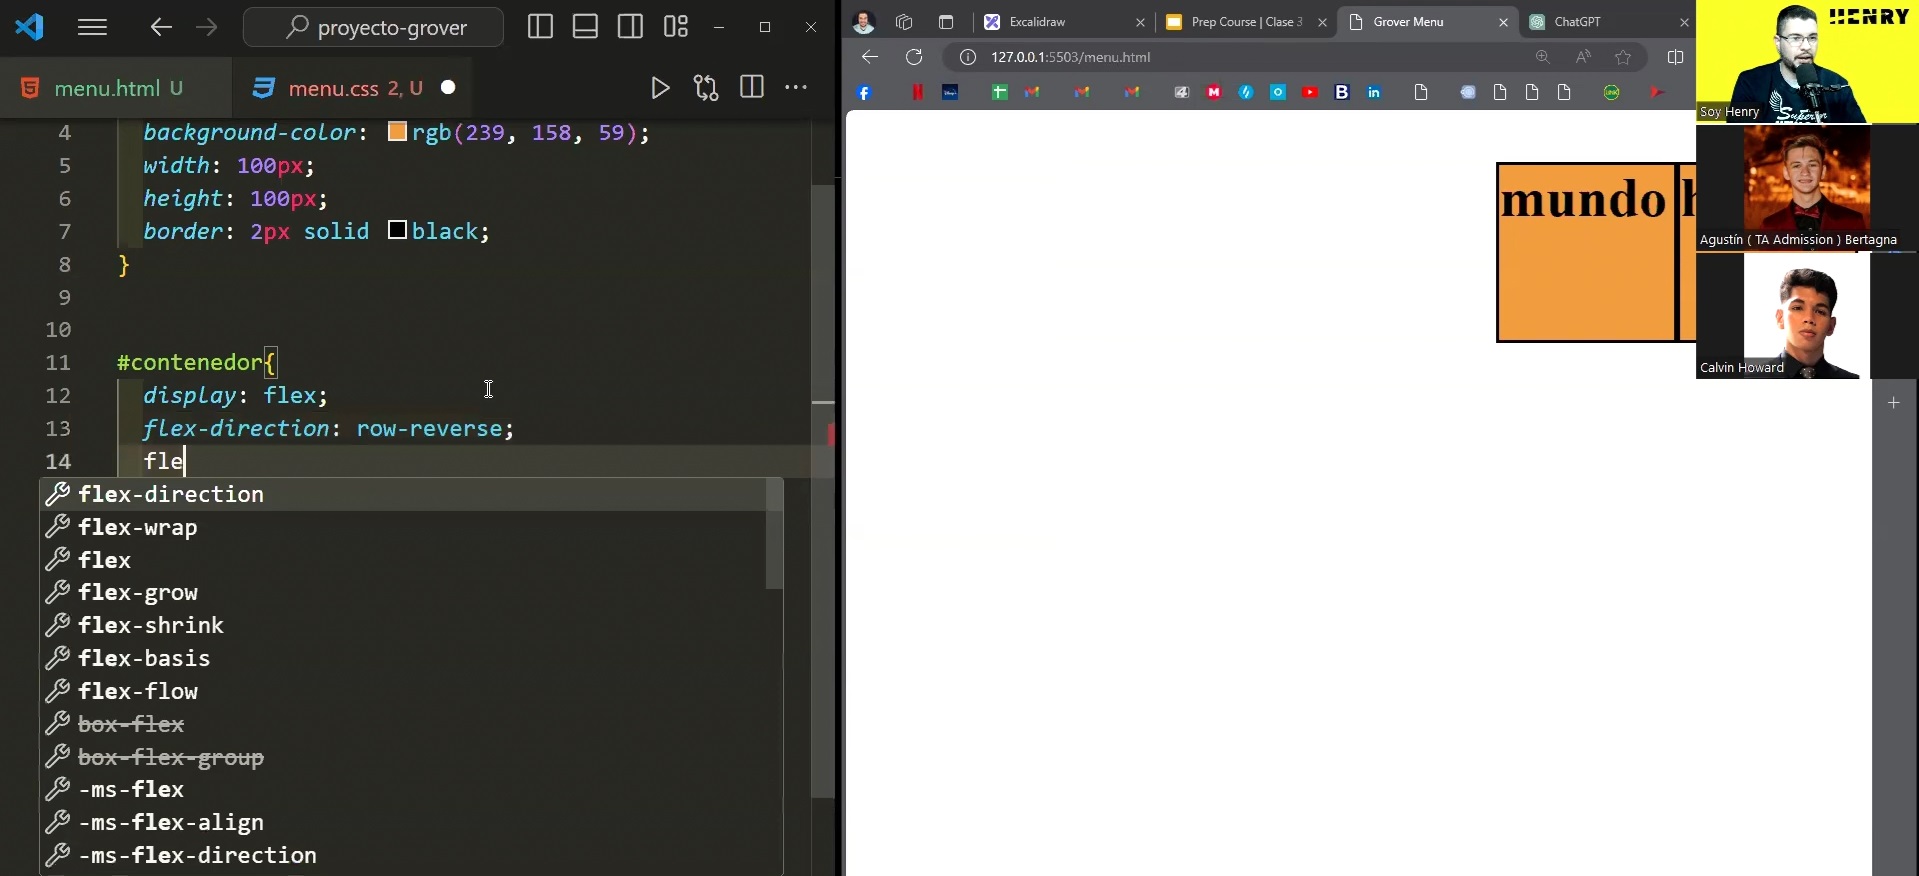 proyecto-grover
menu.html U
menu.css 2, U
4 background-color: rgb(239, 158, 59);
5 width: 100px;
6 height: 100px;
7 border: 2px solid black;
8 }
9
10
11 #contenedor{
12 display: flex;
13 flex-direction: row-reverse;
14 fle
flex-direction
flex-wrap
flex
flex-grow
flex-shrink
flex-basis
flex-flow
box-flex
box-flex-group
-ms-flex
-ms-flex-align
-ms-flex-direction
Excalidraw
Prep Course | Clase 3
Grover Menu
ChatGPT
127.0.0.1:5503/menu.html
mundo
HENRY
Soy Henry
Agustín ( TA Admission ) Bertagna
Calvin Howard